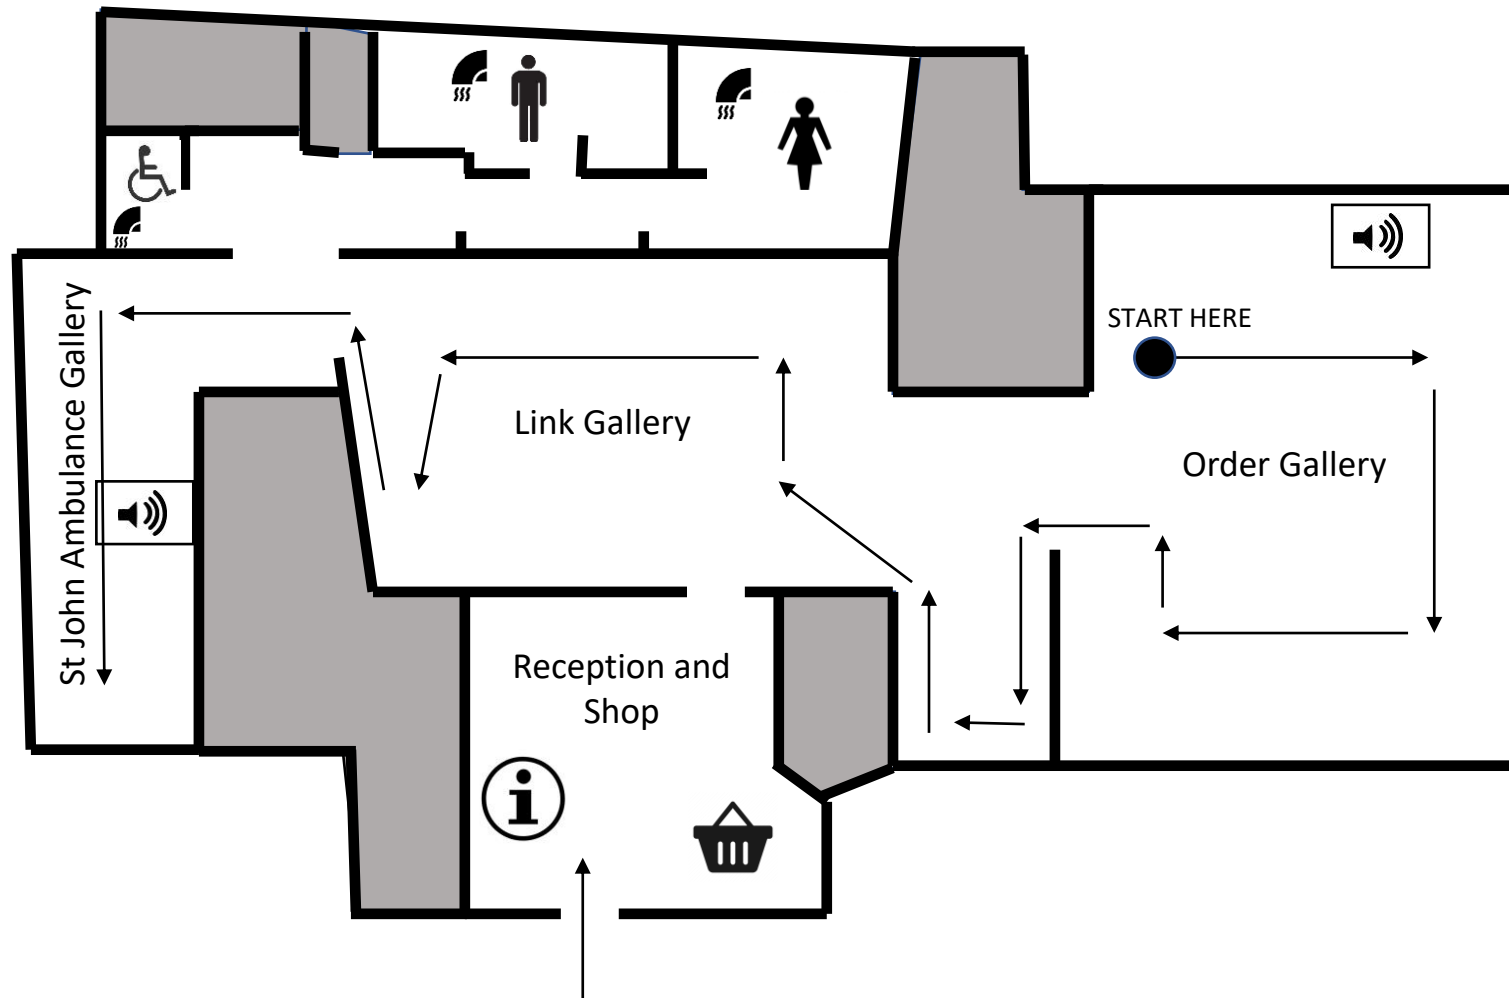 START HERE
St John Ambulance Gallery
Link Gallery
Order Gallery
Reception and
Shop